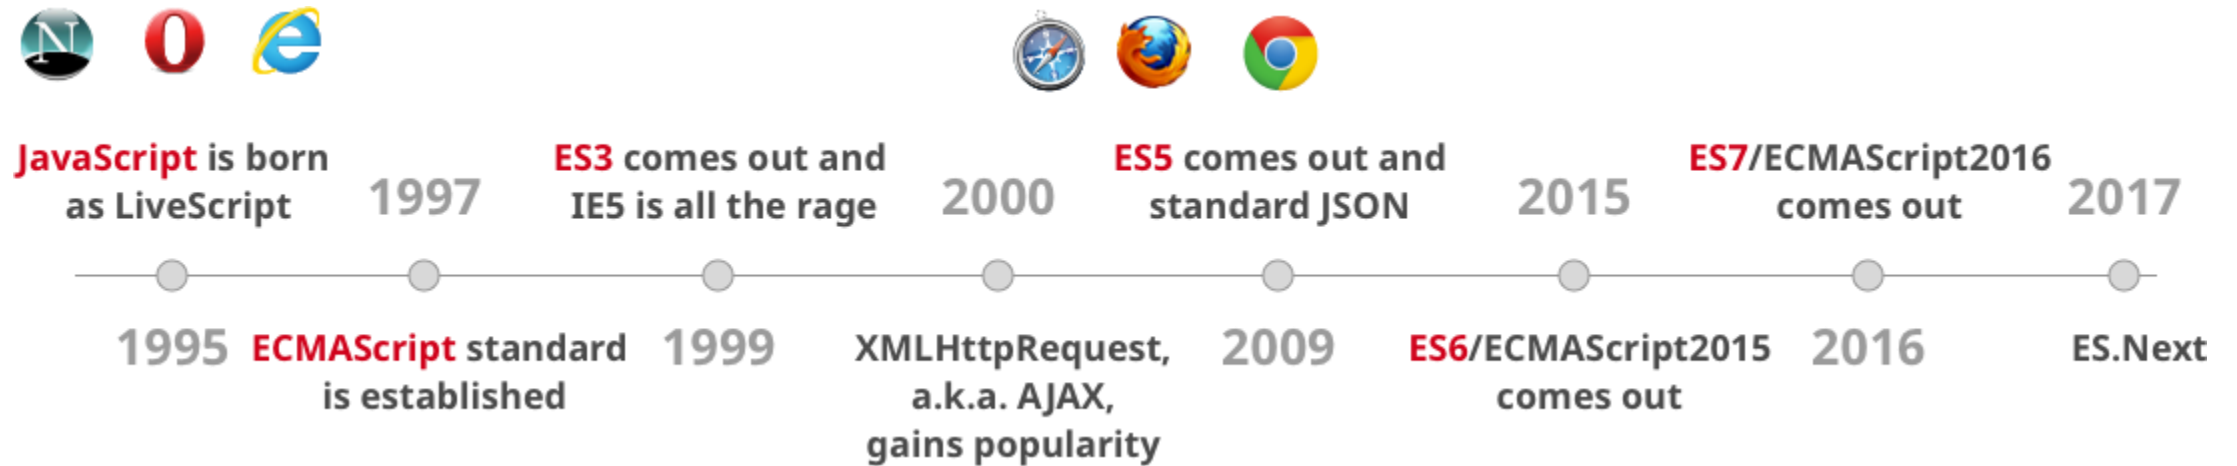 N
JavaScript is born
as LiveScript
1995
1997
ECMAScript standard
is established
ES3 comes out and
IE5 is all the rage
1999
2000
XMLHttpRequest,
a.k.a. AJAX,
gains popularity
ES5 comes out and
standard JSON
2009
2015
ES6/ECMAScript2015
comes out
ES7/ECMAScript2016
comes out
2016
2017
ES.Next